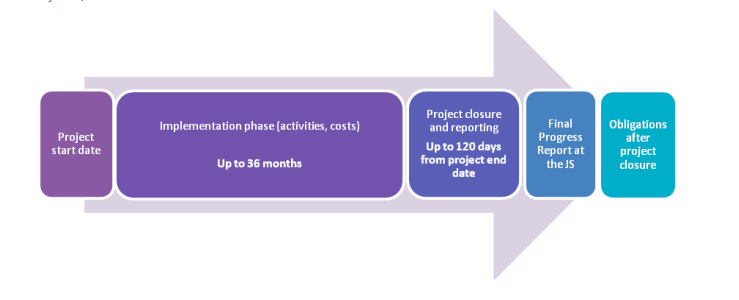 Project
start date
Implementation phase (activities, costs)
Up to 36 months
Project closure
and reporting
Up to 120 days
from project end
date
Final
Progress
Report at
the JS
Obligations
after
project
closure